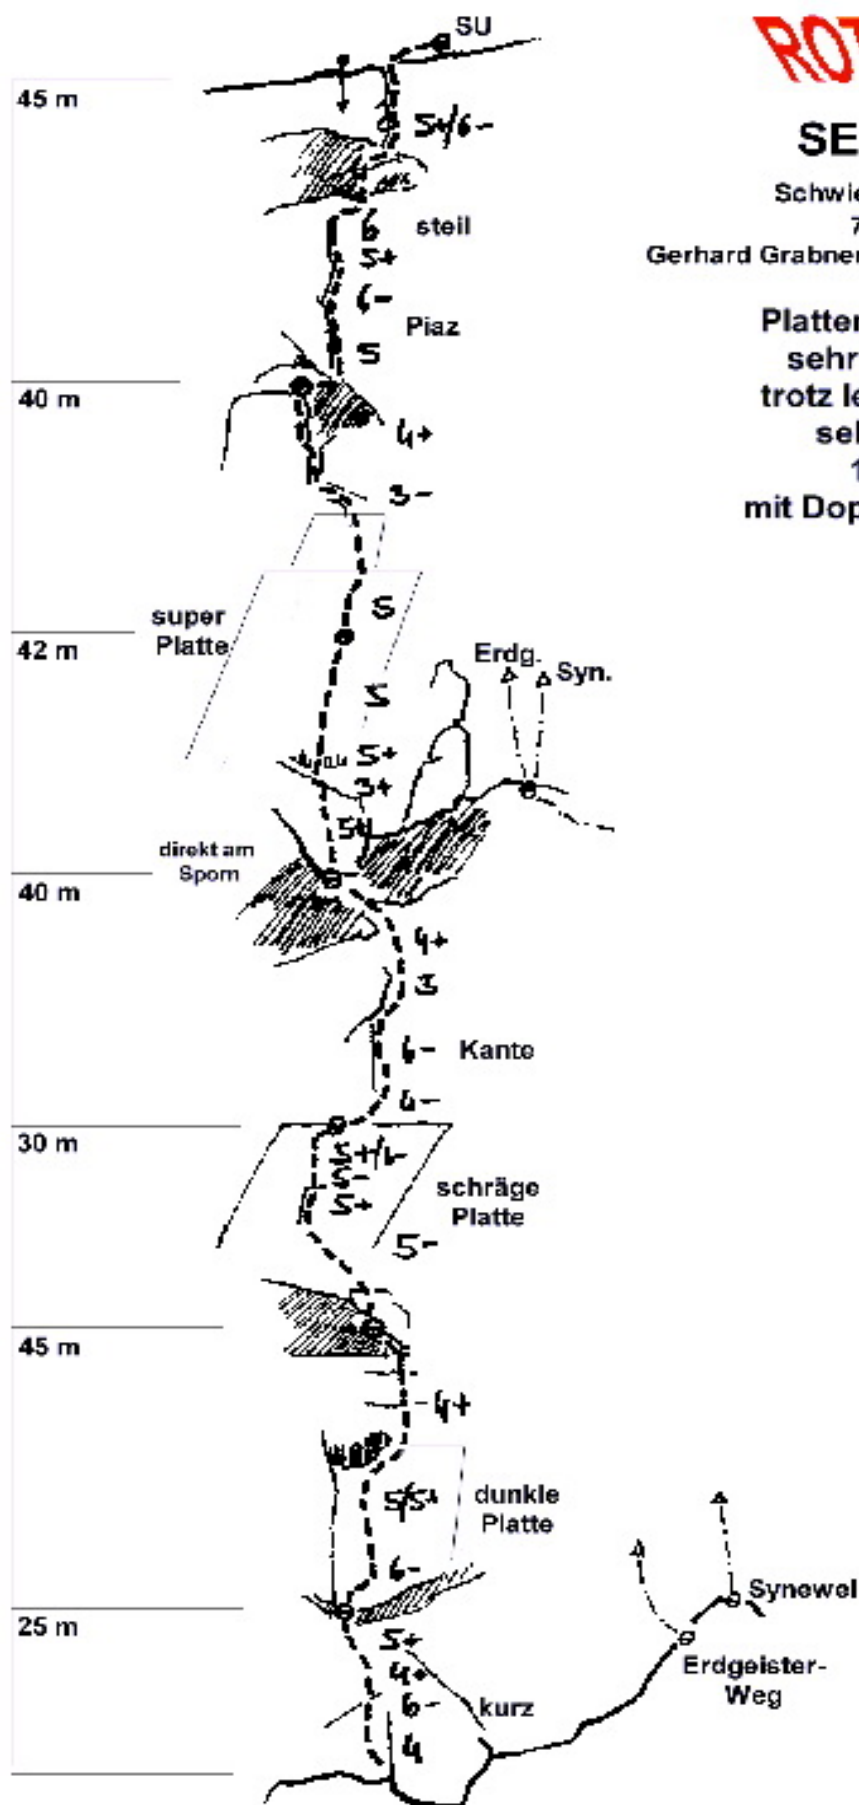 SU
ROT
45 m
5+/6-
SE
Schwie
7
steil
6
5+
Gerhard Grabner
6-
Piaz
5
Platten
sehr
trotz le
sel
1
mit Dop
40 m
4+
3-
super
Platte
5
42 m
Erdg.
Syn.
5
5+
3+
direkt am
Sporn
40 m
4+
3
6-
Kante
4-
30 m
5+/6-
5-
5+
schräge
Platte
5-
45 m
4+
5/5+
dunkle
Platte
6-
25 m
Synewel
5+
4+
6-
kurz
4
Erdgeister-
Weg